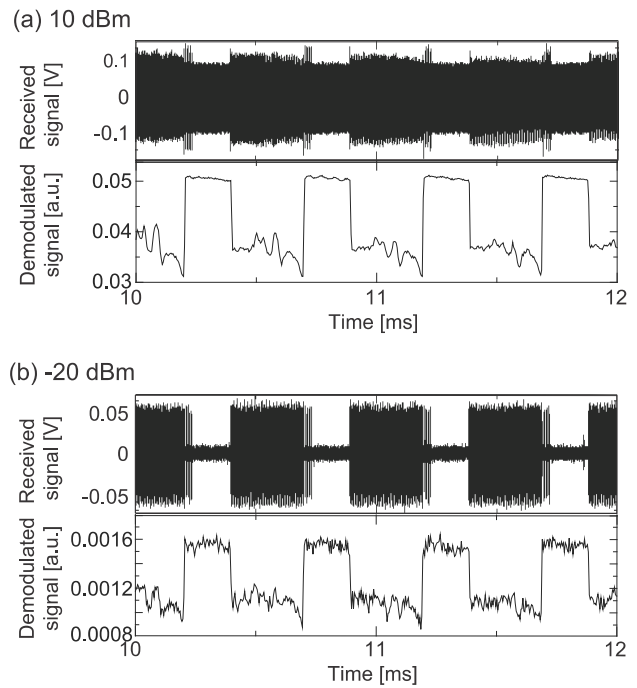 (a) 10 dBm
Received
signal [V]
0.1
0
-0.1
Demodulated
signal [a.u.]
0.05
0.04
0.03
10
11
12
Time [ms]
(b) -20 dBm
Received
signal [V]
0.05
0
-0.05
Demodulated
signal [a.u.]
0.0016
0.0012
0.0008
10
11
12
Time [ms]